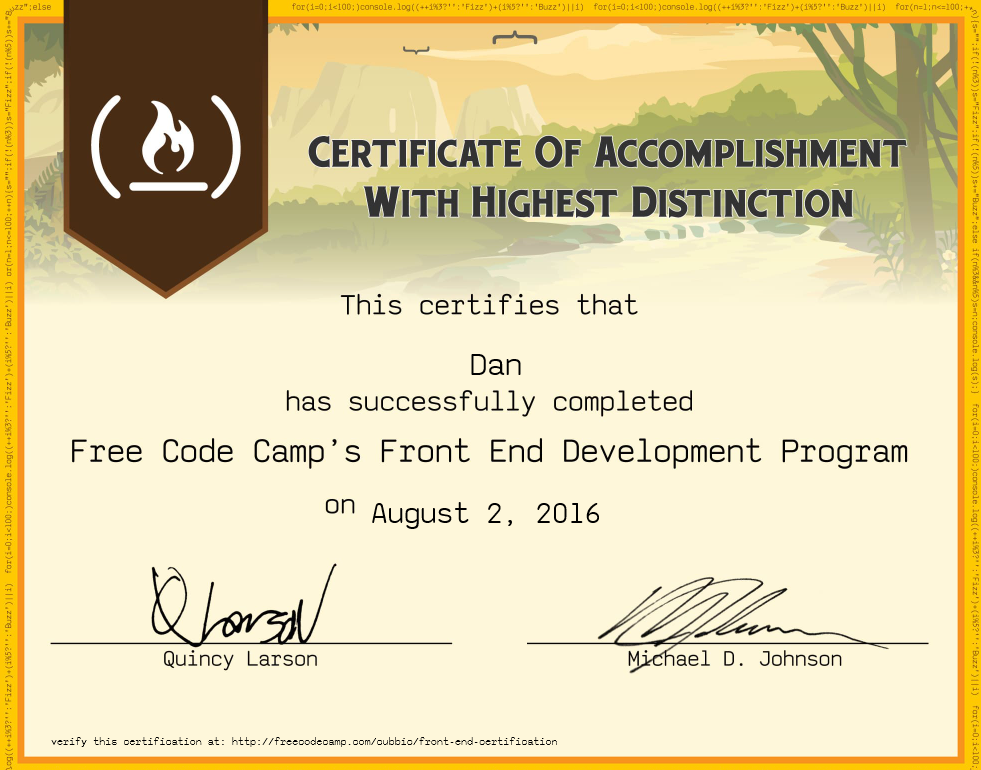 CERTIFICATE OF ACCOMPLISHMENT
WITH HIGHEST DISTINCTION
This certifies that
Dan
has successfully completed
Free Code Camp's Front End Development Program
on August 2, 2016
Quincy Larson
Michael D. Johnson
verify this certification at: http://freecodecamp.com/cubbic/front-end-certification